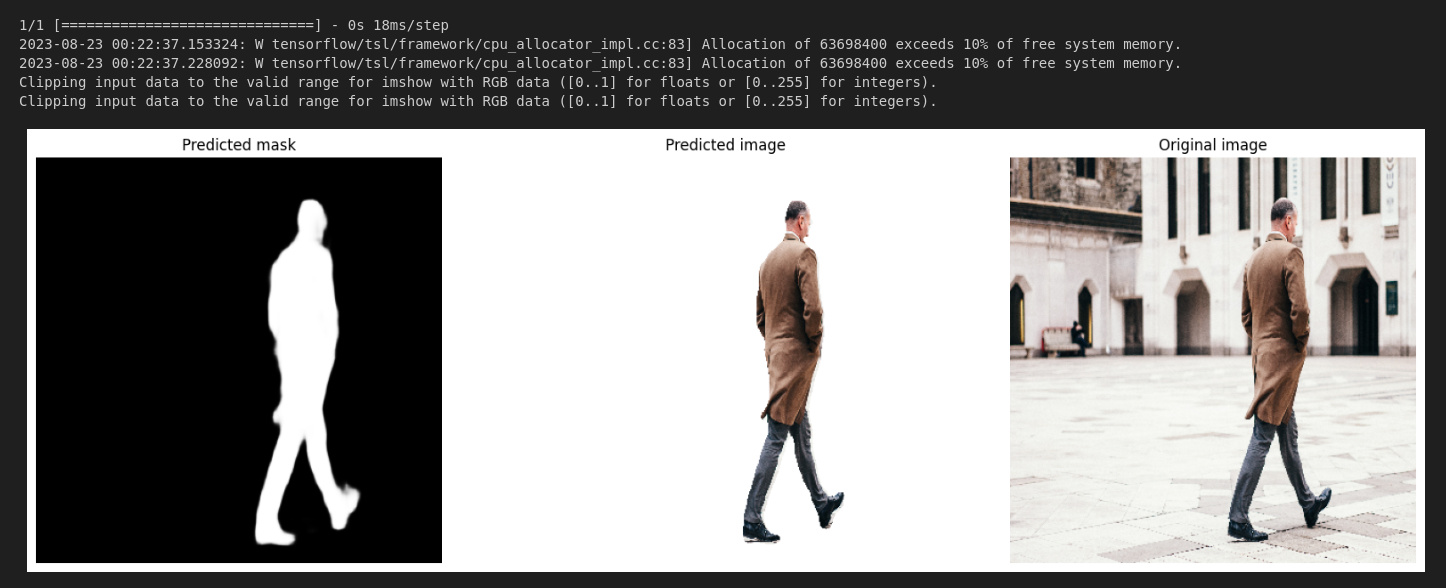 1/1 [==============================] - 0s 18ms/step
2023-08-23 00:22:37.153324: W tensorflow/tsl/framework/cpu_allocator_impl.cc:83] Allocation of 63698400 exceeds 10% of free system memory.
2023-08-23 00:22:37.228092: W tensorflow/tsl/framework/cpu_allocator_impl.cc:83] Allocation of 63698400 exceeds 10% of free system memory.
Clipping input data to the valid range for imshow with RGB data ([0..1] for floats or [0..255] for integers).
Clipping input data to the valid range for imshow with RGB data ([0..1] for floats or [0..255] for integers).
Predicted mask
Predicted image
Original image